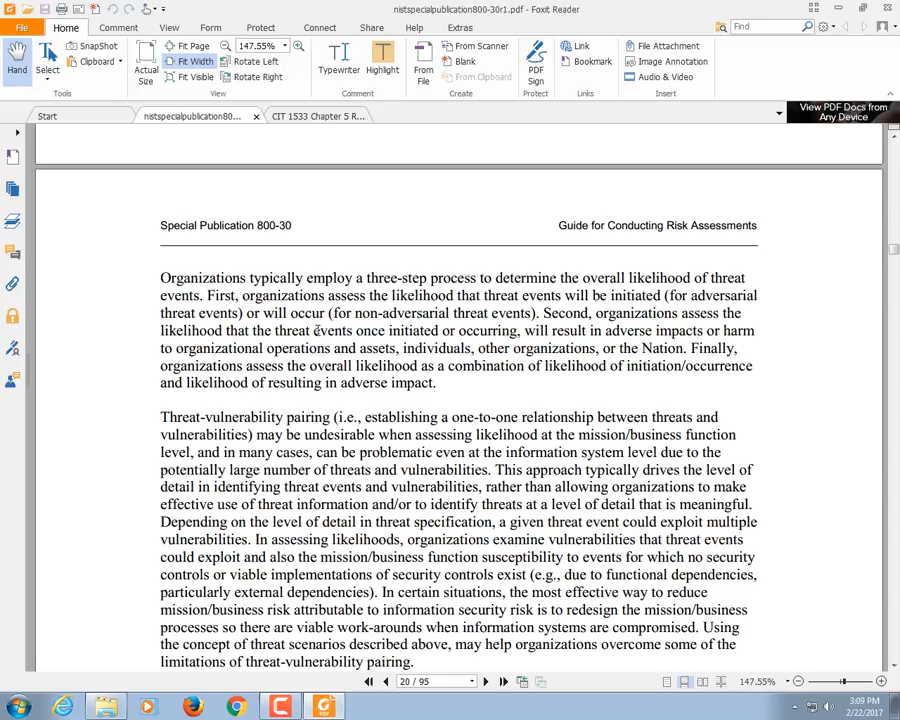 nistspecialpublication800-30r1.pdf - Foxit Reader
File Home Comment View Form Protect Connect Share Help Extras Find
Hand
Select
SnapShot
Clipboard
Tools
Actual
Size
Fit Page
Fit Width
Fit Visible
147.55%
Rotate Left
Rotate Right
View
Typewriter
Highlight
Comment
From
File
From Scanner
Blank
From Clipboard
Create
PDF
Sign
Protect
Link
Bookmark
Links
File Attachment
Image Annotation
Audio & Video
Insert
Start nistspecialpublication80... CIT 1533 Chapter 5 R...
View PDF Docs from
Any Device
Special Publication 800-30 Guide for Conducting Risk Assessments
Organizations typically employ a three-step process to determine the overall likelihood of threat
events. First, organizations assess the likelihood that threat events will be initiated (for adversarial
threat events) or will occur (for non-adversarial threat events). Second, organizations assess the
likelihood that the threat events once initiated or occurring, will result in adverse impacts or harm
to organizational operations and assets, individuals, other organizations, or the Nation. Finally,
organizations assess the overall likelihood as a combination of likelihood of initiation/occurrence
and likelihood of resulting in adverse impact.
Threat-vulnerability pairing (i.e., establishing a one-to-one relationship between threats and
vulnerabilities) may be undesirable when assessing likelihood at the mission/business function
level, and in many cases, can be problematic even at the information system level due to the
potentially large number of threats and vulnerabilities. This approach typically drives the level of
detail in identifying threat events and vulnerabilities, rather than allowing organizations to make
effective use of threat information and/or to identify threats at a level of detail that is meaningful.
Depending on the level of detail in threat specification, a given threat event could exploit multiple
vulnerabilities. In assessing likelihoods, organizations examine vulnerabilities that threat events
could exploit and also the mission/business function susceptibility to events for which no security
controls or viable implementations of security controls exist (e.g., due to functional dependencies,
particularly external dependencies). In certain situations, the most effective way to reduce
mission/business risk attributable to information security risk is to redesign the mission/business
processes so there are viable work-arounds when information systems are compromised. Using
the concept of threat scenarios described above, may help organizations overcome some of the
limitations of threat-vulnerability pairing.
20 / 95 147.55%
3:09 PM
2/22/2017